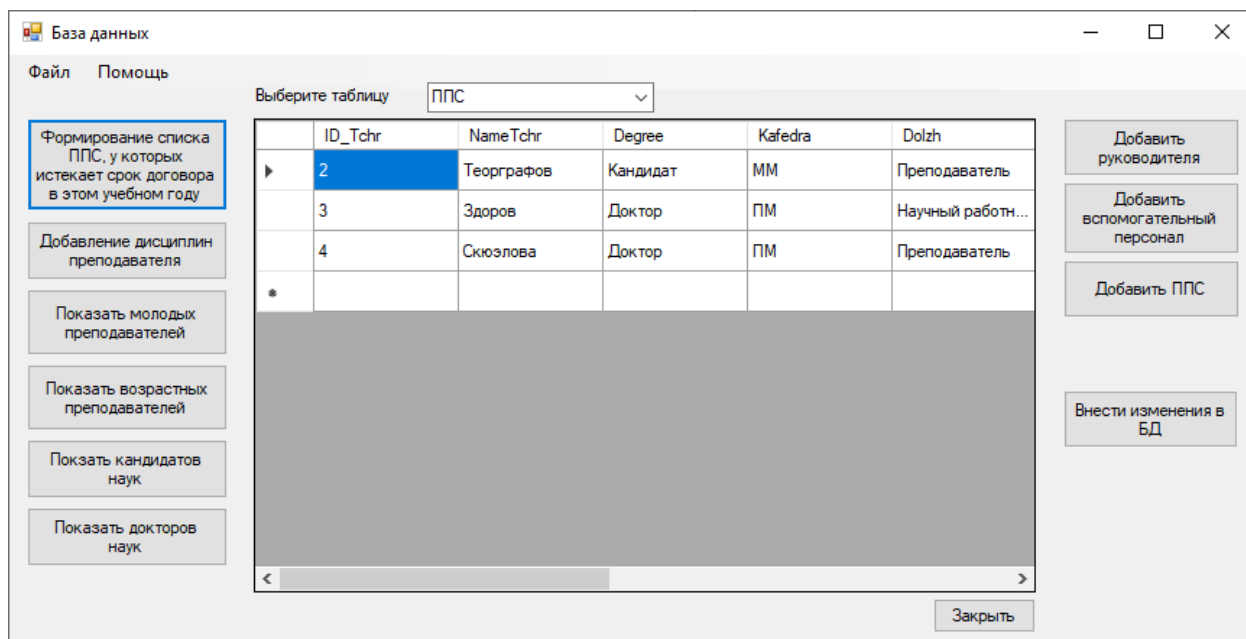 База данных
Файл Помощь
Выберите таблицу ППС
Формирование списка
ППС, у которых
истекает срок договора
в этом учебном году
Добавление дисциплин
преподавателя
Показать молодых
преподавателей
Показать возрастных
преподавателей
Покзать кандидатов
наук
Показать докторов
наук
ID_Tchr NameTchr Degree Kafedra Dolzh
2 Теорграфов Кандидат ММ Преподаватель
3 Здоров Доктор ПМ Научный работн...
4 Скюэлова Доктор ПМ Преподаватель
Добавить
руководителя
Добавить
вспомогательный
персонал
Добавить ППС
Внести изменения в
БД
Закрыть